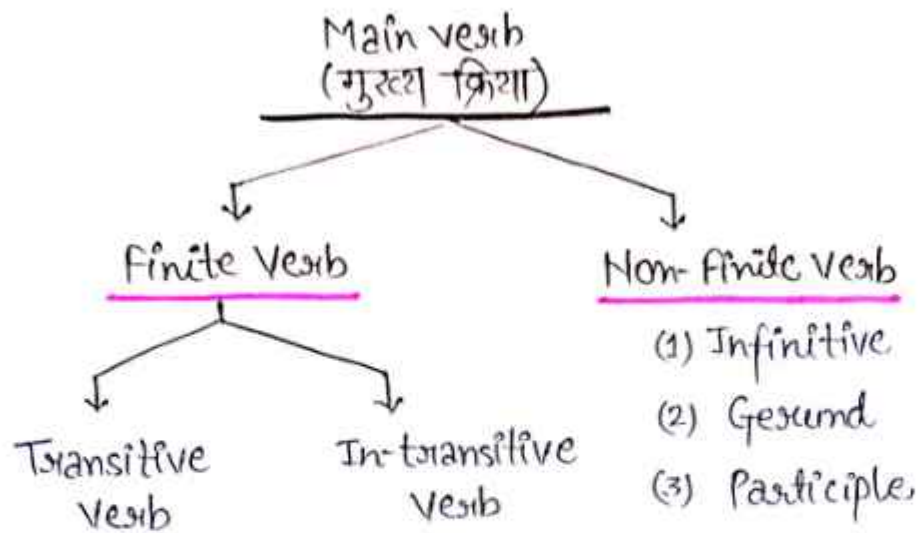 Main verb
(मुख्य क्रिया)
Finite Verb
Non-finite Verb
(1) Infinitive
(2) Gerund
(3) Participle,
Transitive
Verb
In-transitive
Verb